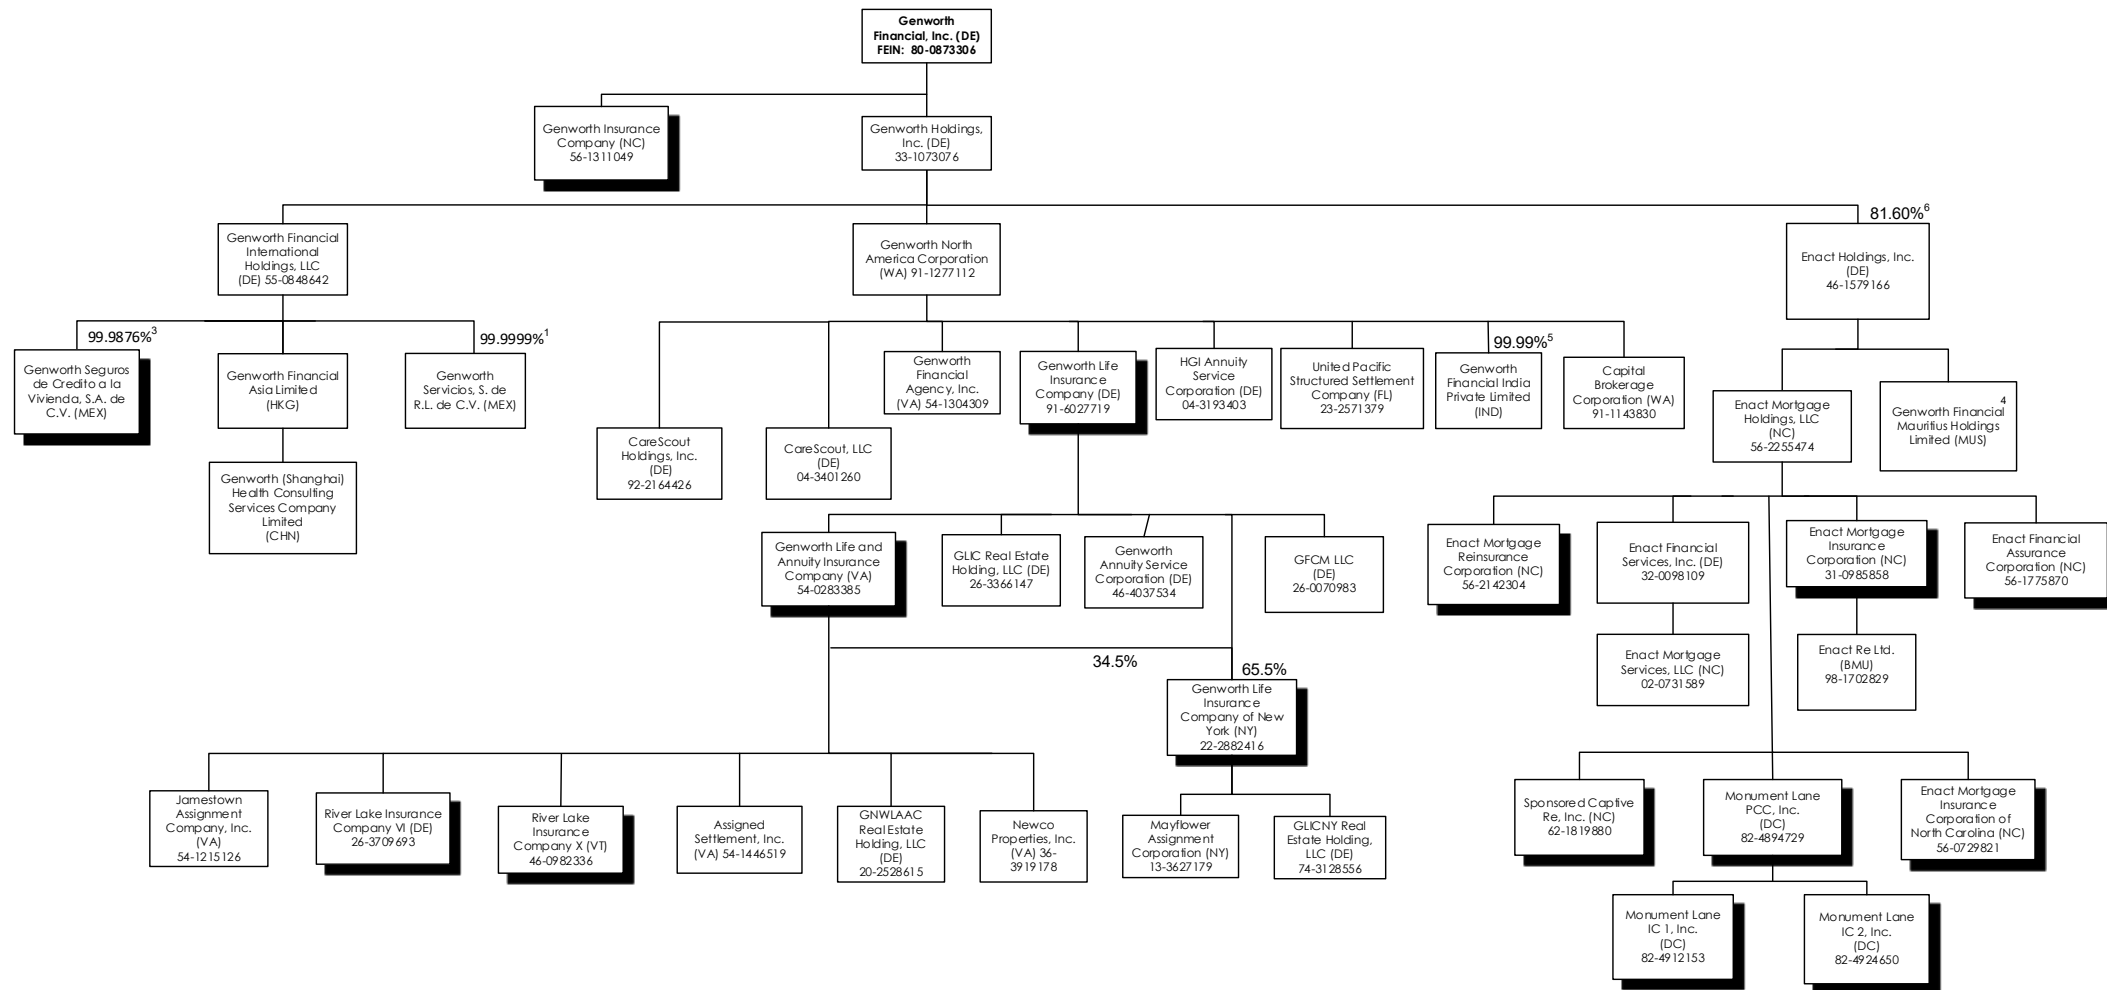 Genworth
Financial, Inc. (DE)
FEIN: 80-0873306
Genworth Insurance
Company (NC)
56-1311049
Genworth Holdings,
Inc. (DE)
33-1073076
Genworth Financial
International
Holdings, LLC
(DE) 55-0848642
Genworth North
America Corporation
(WA) 91-1277112
81.60%6
Enact Holdings, Inc.
(DE)
46-1579166
99.9876%3
Genworth Seguros
de Credito a la
Vivienda, S.A. de
C.V. (MEX)
Genworth Financial
Asia Limited
(HKG)
99.9999%1
Genworth
Servicios, S. de
R.L. de C.V. (MEX)
Genworth (Shanghai)
Health Consulting
Services Company
Limited
(CHN)
CareScout
Holdings, Inc.
(DE)
92-2164426
CareScout, LLC
(DE)
04-3401260
Genworth
Financial
Agency, Inc.
(VA) 54-1304309
Genworth Life
Insurance
Company (DE)
91-6027719
HGI Annuity
Service
Corporation (DE)
04-3193403
United Pacific
Structured Settlement
Company (FL)
23-2571379
99.99%5
Genworth
Financial India
Private Limited
(IND)
Capital
Brokerage
Corporation (WA)
91-1143830
Enact Mortgage
Holdings, LLC
(NC)
56-2255474
4
Genworth Financial
Mauritius Holdings
Limited (MUS)
Genworth Life and
Annuity Insurance
Company (VA)
54-0283385
GLIC Real Estate
Holding, LLC (DE)
26-3366147
Genworth
Annuity Service
Corporation (DE)
46-4037534
GFCM LLC
(DE)
26-0070983
Enact Mortgage
Reinsurance
Corporation (NC)
56-2142304
Enact Financial
Services, Inc. (DE)
32-0098109
Enact Mortgage
Insurance
Corporation (NC)
31-0985858
Enact Financial
Assurance
Corporation (NC)
56-1775870
34.5%
65.5%
Genworth Life
Insurance
Company of New
York (NY)
22-2882416
Enact Mortgage
Services, LLC (NC)
02-0731589
Enact Re Ltd.
(BMU)
98-1702829
Jamestown
Assignment
Company, Inc.
(VA)
54-1215126
River Lake Insurance
Company VI (DE)
26-3709693
River Lake
Insurance
Company X (VT)
46-0982336
Assigned
Settlement, Inc.
(VA) 54-1446519
GNWLAAC
Real Estate
Holding, LLC
(DE)
20-2528615
Newco
Properties, Inc.
(VA) 36-
3919178
Mayflower
Assignment
Corporation (NY)
13-3627179
GLICNY Real
Estate Holding,
LLC (DE)
74-3128556
Sponsored Captive
Re, Inc. (NC)
62-1819880
Monument Lane
PCC, Inc.
(DC)
82-4894729
Enact Mortgage
Insurance
Corporation of
North Carolina (NC)
56-0729821
Monument Lane
IC 1, Inc.
(DC)
82-4912153
Monument Lane
IC 2, Inc.
(DC)
82-4924650